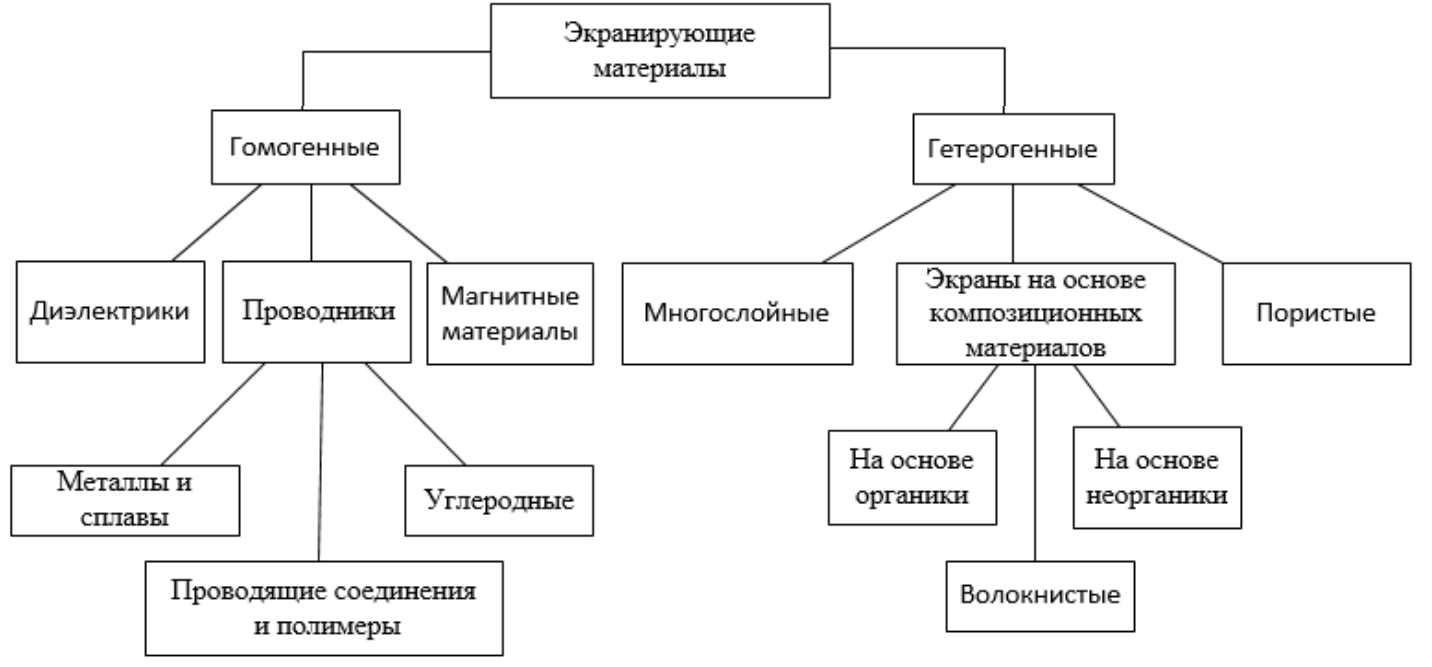 Экранирующие
материалы
Гомогенные
Гетерогенные
Диэлектрики
Проводники
Магнитные
материалы
Многослойные
Экраны на основе
композиционных
материалов
Пористые
Металлы и
сплавы
Углеродные
На основе
органики
На основе
неорганики
Проводящие соединения
и полимеры
Волокнистые